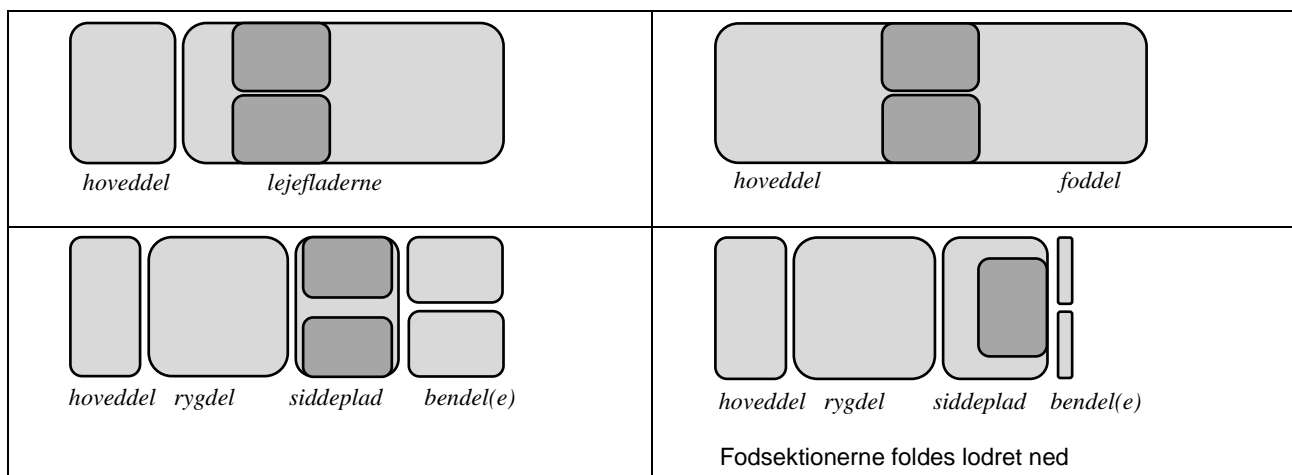 hoveddel lejefladerne
hoveddel foddel
hoveddel rygdel siddeplad bendel(e)
hoveddel rygdel siddeplad bendel(e)
Fodsektionerne foldes lodret ned